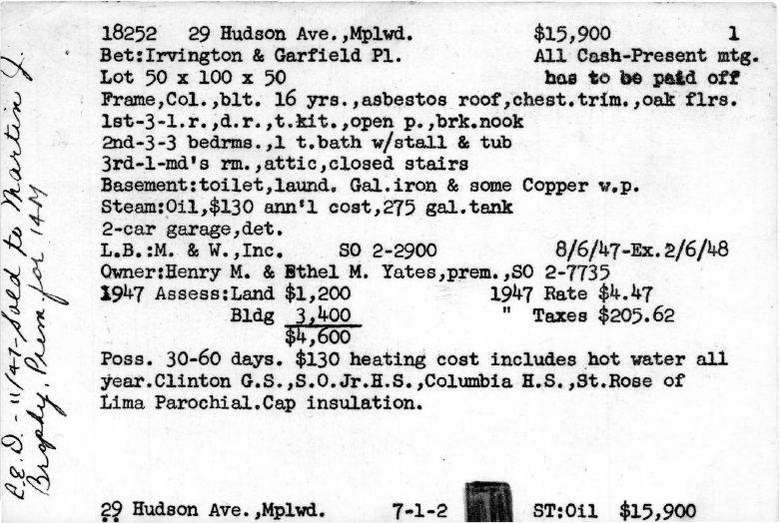 18252 29 Hudson Ave.,Mplwd. $15,900 1
Bet:Irvington & Garfield Pl. All Cash-Present mtg.
Lot 50 x 100 x 50 has to be paid off
Frame,Col.,blt. 16 yrs.,asbestos roof,chest.trim.,oak flrs.
1st-3-l.r.,d.r.,t.kit.,open p.,brk.nook
2nd-3-3 bedrms.,1 t.bath w/stall & tub
3rd-1-md's rm.,attic,closed stairs
Basement:toilet,laund. Gal.iron & some Copper w.p.
Steam:Oil,$130 ann'l cost,275 gal.tank
2-car garage,det.
L.B.:M. & W.,Inc. SO 2-2900 8/6/47-Ex.2/6/48
Owner:Henry M. & Ethel M. Yates,prem.,SO 2-7735
1947 Assess:Land $1,200 1947 Rate $4.47
Bldg 3,400 " Taxes $205.62
$4,600
Poss. 30-60 days. $130 heating cost includes hot water all
year.Clinton G.S.,S.O.Jr.H.S.,Columbia H.S.,St.Rose of
Lima Parochial.Cap insulation.
29 Hudson Ave.,Mplwd. 7-1-2 ST:Oil $15,900
L.E.D. - 11/47 - Sold to Martin J.
Brophy, Prem for 14M